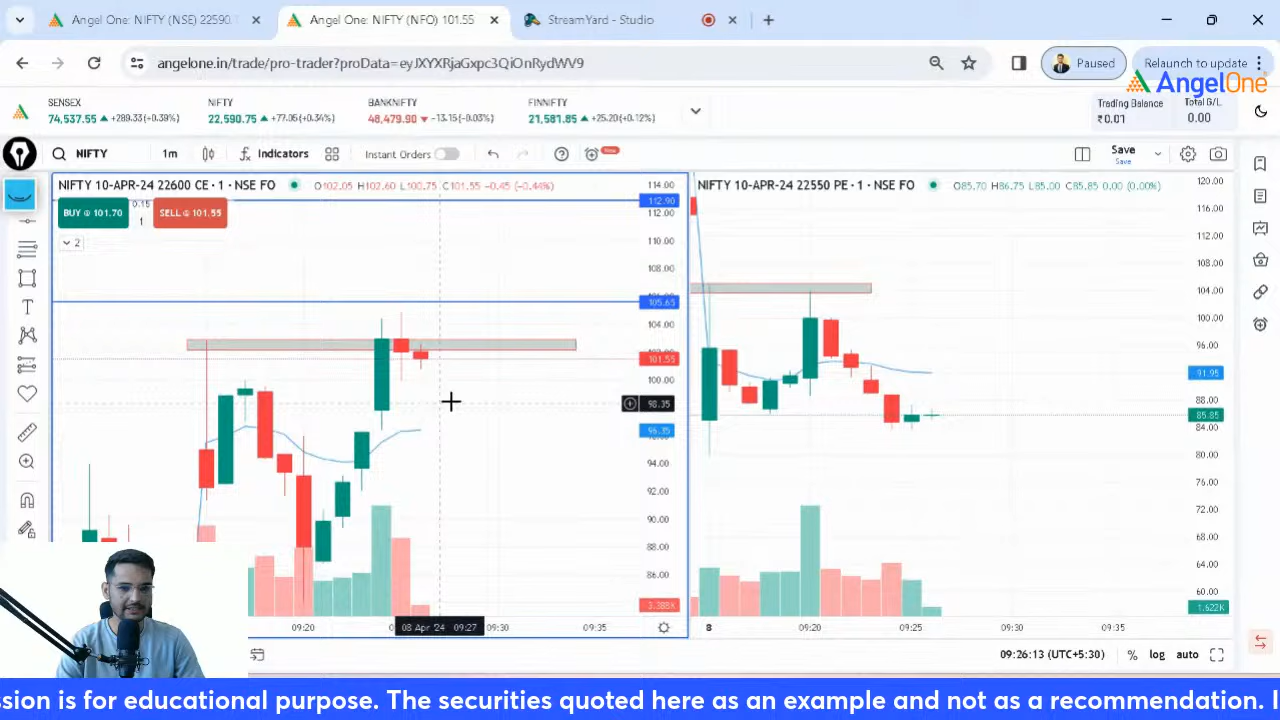 Angel One: NIFTY (NSE) 22590.
Angel One: NIFTY (NFO) 101.55
StreamYard - Studio
angelone.in/trade/pro-trader?proData=eyJXYXRjaGxpc3QiOnRydWV9
Paused
Relaunch to update
AngelOne
SENSEX
74,537.55 +289.33(+0.39%)
NIFTY
22,590.75 +77.05(+0.34%)
BANKNIFTY
48,479.90 -13.15(-0.03%)
FINNIFTY
21,581.85 +25.20(+0.12%)
Trading Balance
₹0.01
Total G/L
0.00
NIFTY
1m
Indicators
Instant Orders
New
Save
Save
NIFTY 10-APR-24 22600 CE · 1 · NSE FO
O102.05 H102.60 L100.75 C101.55 -0.45 (-0.44%)
BUY @ 101.70
0.15
1
SELL @ 101.55
2
114.00
112.90
112.00
110.00
108.00
105.65
104.00
101.55
100.00
98.35
96.35
94.00
92.00
90.00
88.00
86.00
3.388K
09:20
08 Apr '24 09:27
09:30
09:35
NIFTY 10-APR-24 22550 PE · 1 · NSE FO
O85.70 H86.75 L85.00 C85.85 0.00 (0.00%)
120.00
116.00
112.00
108.00
104.00
100.00
96.00
91.95
88.00
85.85
84.00
80.00
76.00
72.00
68.00
64.00
60.00
1.622K
8
09:20
09:25
09:30
09:35
09:26:13 (UTC+5:30)
%
log
auto
ssion is for educational purpose. The securities quoted here as an example and not as a recommendation. I